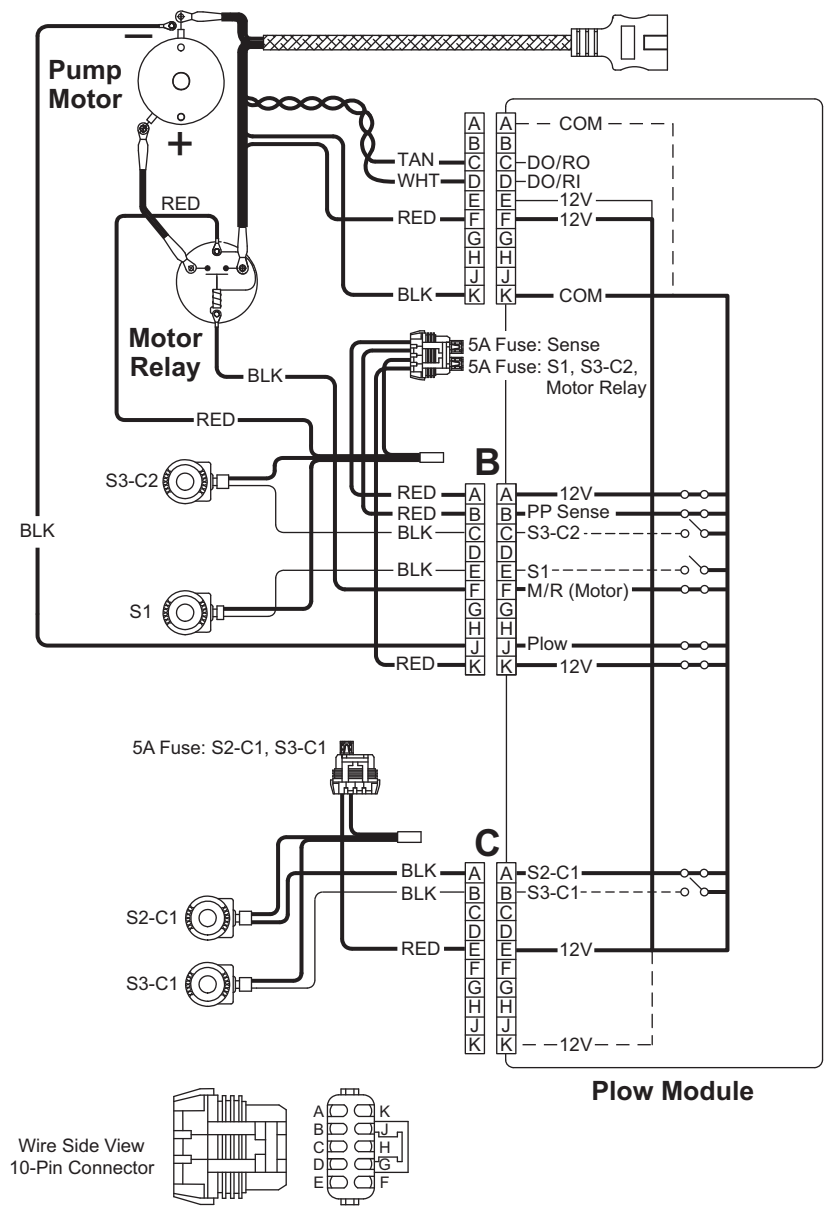 Pump
Motor
−
+
RED
TAN
WHT
RED
BLK
A
B
C
D
E
F
G
H
J
K
A
B
C
D
E
F
G
H
J
K
COM
DO/RO
DO/RI
12V
12V
COM
Motor
Relay
BLK
RED
5A Fuse: Sense
5A Fuse: S1, S3-C2,
Motor Relay
S3-C2
BLK
S1
B
RED
RED
BLK
BLK
RED
A
B
C
D
E
F
G
H
J
K
A
B
C
D
E
F
G
H
J
K
12V
PP Sense
S3-C2
S1
M/R (Motor)
Plow
12V
5A Fuse: S2-C1, S3-C1
C
BLK
BLK
RED
S2-C1
S3-C1
A
B
C
D
E
F
G
H
J
K
A
B
C
D
E
F
G
H
J
K
S2-C1
S3-C1
12V
12V
Plow Module
Wire Side View
10-Pin Connector
A K
B J
C H
D G
E F